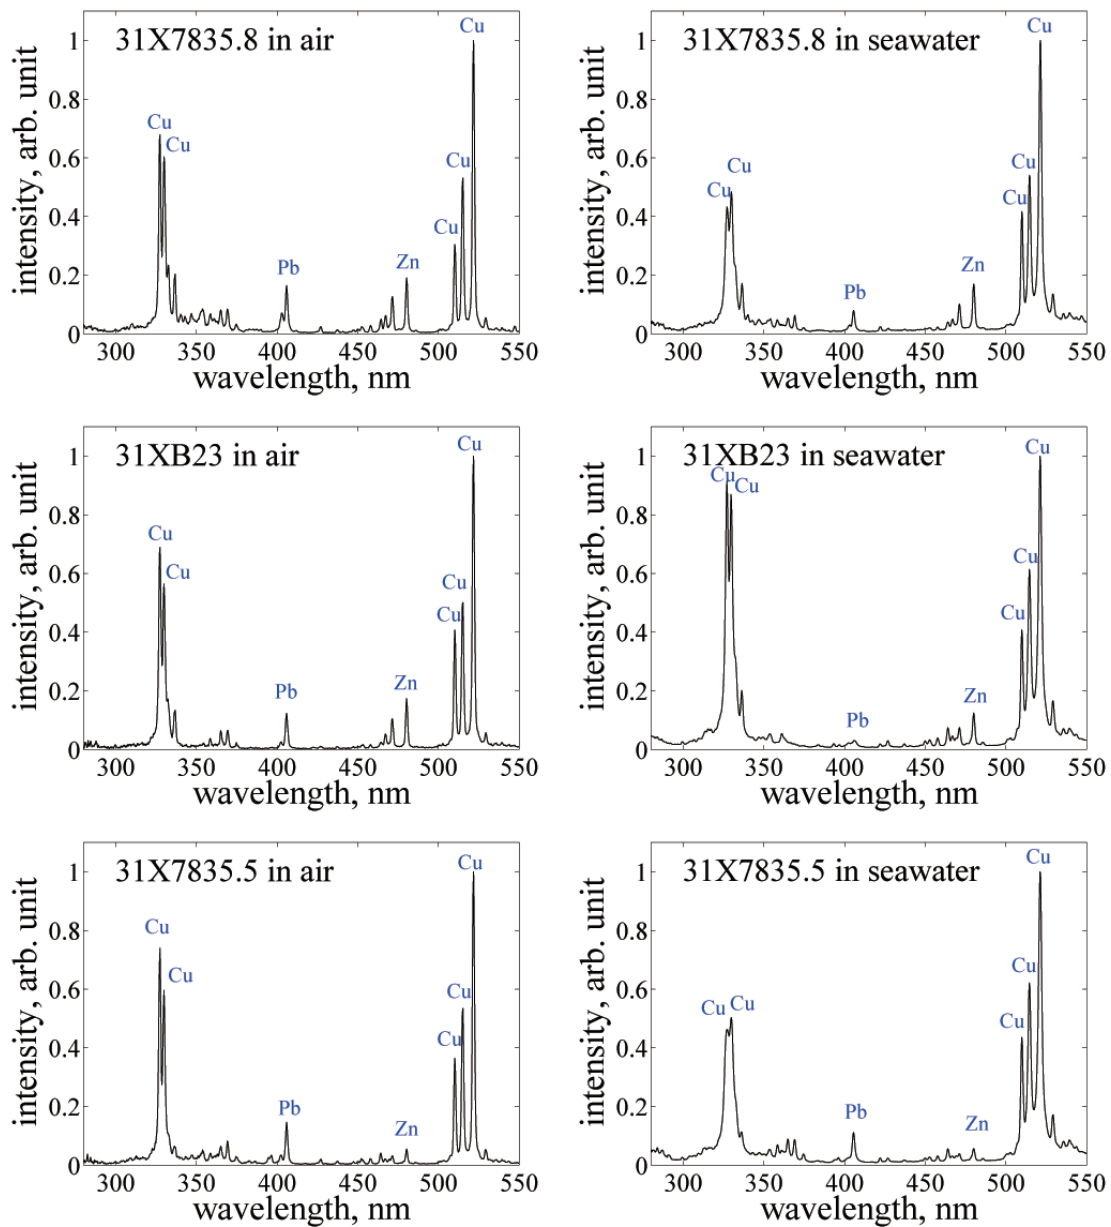 31X7835.8 in air
intensity, arb. unit
1
0.8
0.6
0.4
0.2
0
Cu
Cu
Pb
Zn
Cu
Cu
Cu
300 350 400 450 500 550
wavelength, nm
31X7835.8 in seawater
intensity, arb. unit
1
0.8
0.6
0.4
0.2
0
Cu
Cu
Pb
Zn
Cu
Cu
Cu
300 350 400 450 500 550
wavelength, nm
31XB23 in air
intensity, arb. unit
1
0.8
0.6
0.4
0.2
0
Cu
Cu
Pb
Zn
Cu
Cu
Cu
300 350 400 450 500 550
wavelength, nm
31XB23 in seawater
intensity, arb. unit
1
0.8
0.6
0.4
0.2
0
Cu
Cu
Pb
Zn
Cu
Cu
Cu
300 350 400 450 500 550
wavelength, nm
31X7835.5 in air
intensity, arb. unit
1
0.8
0.6
0.4
0.2
0
Cu
Cu
Pb
Zn
Cu
Cu
Cu
300 350 400 450 500 550
wavelength, nm
31X7835.5 in seawater
intensity, arb. unit
1
0.8
0.6
0.4
0.2
0
Cu
Cu
Pb
Zn
Cu
Cu
Cu
300 350 400 450 500 550
wavelength, nm